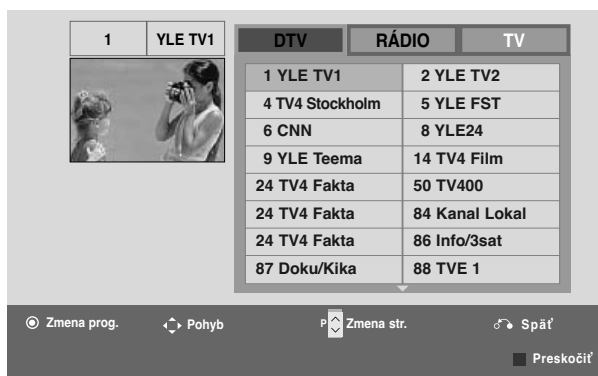 1 YLE TV1
DTV RÁDIO TV
1 YLE TV1 2 YLE TV2
4 TV4 Stockholm 5 YLE FST
6 CNN 8 YLE24
9 YLE Teema 14 TV4 Film
24 TV4 Fakta 50 TV400
24 TV4 Fakta 84 Kanal Lokal
24 TV4 Fakta 86 Info/3sat
87 Doku/Kika 88 TVE 1
Zmena prog. Pohyb P Zmena str. Späť
Preskočiť